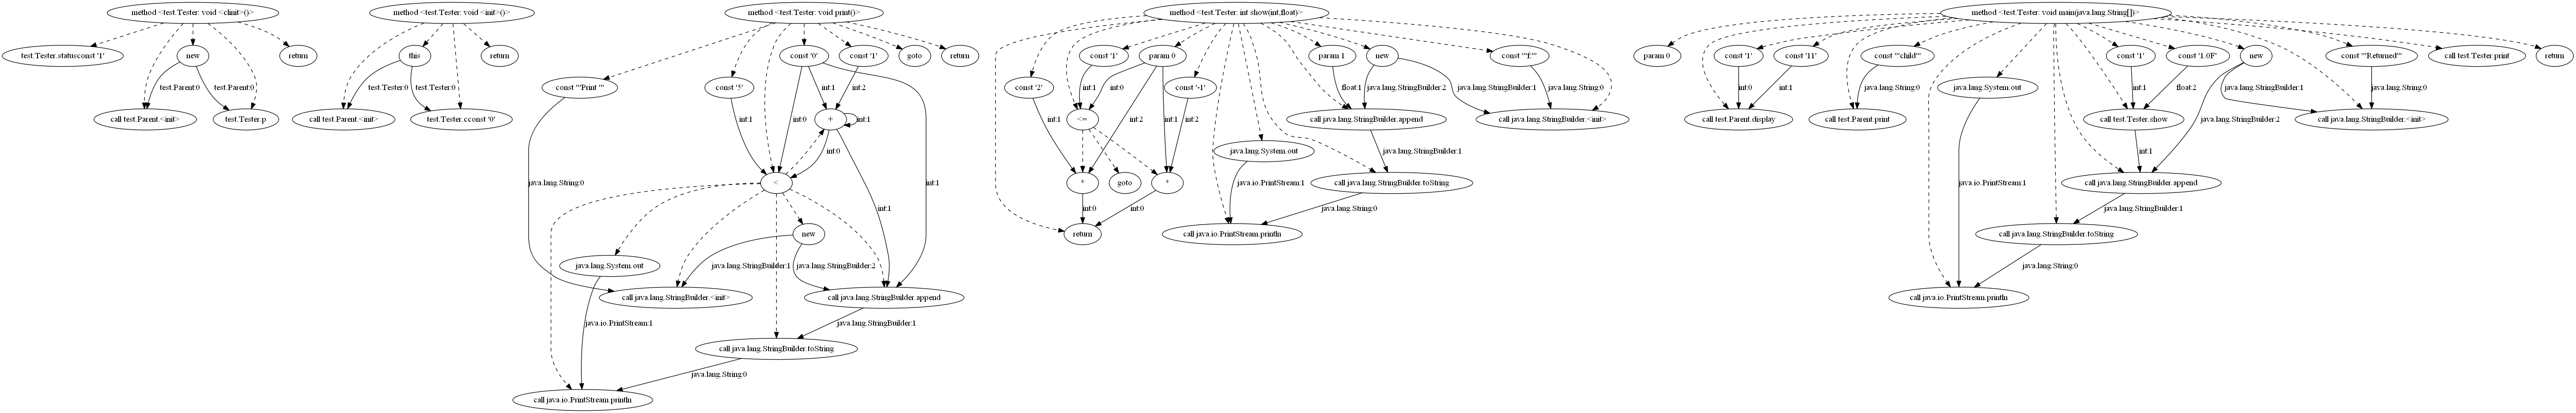 method <test.Tester: void <clinit>()>
test.Tester.statusconst '1'
new
return
test.Parent:0
test.Parent:0
call test.Parent.<init>
test.Tester.p
method <test.Tester: void <init>()>
this
return
test.Tester:0
test.Tester:0
call test.Parent.<init>
test.Tester.cconst '0'
method <test.Tester: void print()>
const '0'
const '1'
goto
return
const '"Print "'
const '5'
int:1
int:2
+
int:1
int:1
int:0
int:0
<
java.lang.String:0
int:1
int:1
new
java.lang.System.out
java.lang.StringBuilder:1
java.lang.StringBuilder:2
call java.lang.StringBuilder.<init>
call java.lang.StringBuilder.append
java.io.PrintStream:1
java.lang.StringBuilder:1
call java.lang.StringBuilder.toString
java.lang.String:0
call java.io.PrintStream.println
method <test.Tester: int show(int,float)>
const '1'
param 0
param 1
new
const '"f:"'
const '2'
const '-1'
int:1
int:0
float:1
java.lang.StringBuilder:2
java.lang.StringBuilder:1
java.lang.String:0
<=
call java.lang.StringBuilder.append
call java.lang.StringBuilder.<init>
int:1
int:2
int:1
int:2
java.lang.System.out
java.lang.StringBuilder:1
*
goto
*
call java.lang.StringBuilder.toString
java.io.PrintStream:1
int:0
int:0
java.lang.String:0
return
call java.io.PrintStream.println
method <test.Tester: void main(java.lang.String[])>
param 0
const '1'
const '11'
const '"child"'
const '1'
const '1.0F'
new
const '"Returned"'
call test.Tester.print
return
int:0
int:1
java.lang.String:0
java.lang.System.out
int:1
float:2
java.lang.StringBuilder:1
java.lang.String:0
call test.Parent.display
call test.Parent.print
call test.Tester.show
java.lang.StringBuilder:2
call java.lang.StringBuilder.<init>
int:1
java.io.PrintStream:1
call java.lang.StringBuilder.append
java.lang.StringBuilder:1
call java.lang.StringBuilder.toString
java.lang.String:0
call java.io.PrintStream.println